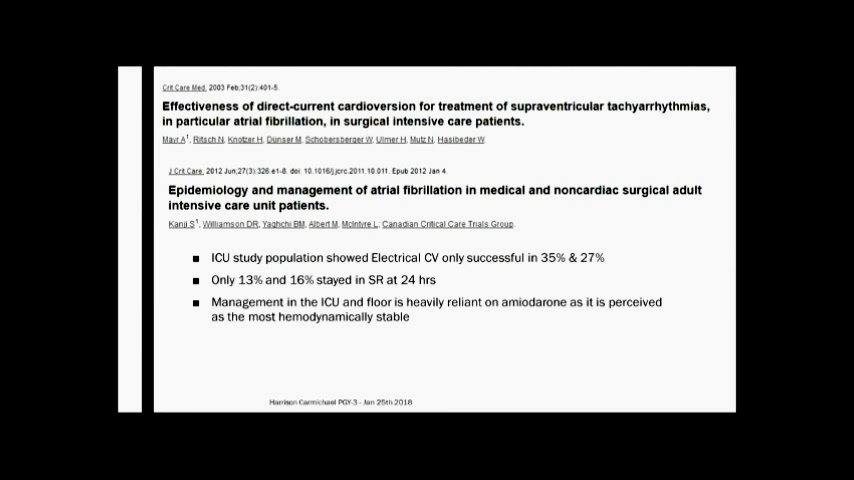 Crit Care Med. 2003 Feb;31(2):401-5.
Effectiveness of direct-current cardioversion for treatment of supraventricular tachyarrhythmias,
in particular atrial fibrillation, in surgical intensive care patients.
Mayr A1, Ritsch N, Knotzer H, Dünser M, Schobersberger W, Ulmer H, Mutz N, Hasibeder W.
J Crit Care. 2012 Jun;27(3):326.e1-8. doi: 10.1016/j.jcrc.2011.10.011. Epub 2012 Jan 4.
Epidemiology and management of atrial fibrillation in medical and noncardiac surgical adult
intensive care unit patients.
Kanji S1, Williamson DR, Yaghchi BM, Albert M, McIntyre L; Canadian Critical Care Trials Group.
■ ICU study population showed Electrical CV only successful in 35% & 27%
■ Only 13% and 16% stayed in SR at 24 hrs
■ Management in the ICU and floor is heavily reliant on amiodarone as it is perceived
as the most hemodynamically stable
Harrison Carmichael PGY-3 - Jan 25th 2018